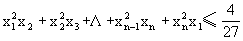 x₁²x₂ + x₂²x₃ + Λ + xₙ₋₁²xₙ + xₙ²x₁ ≤ 4/27